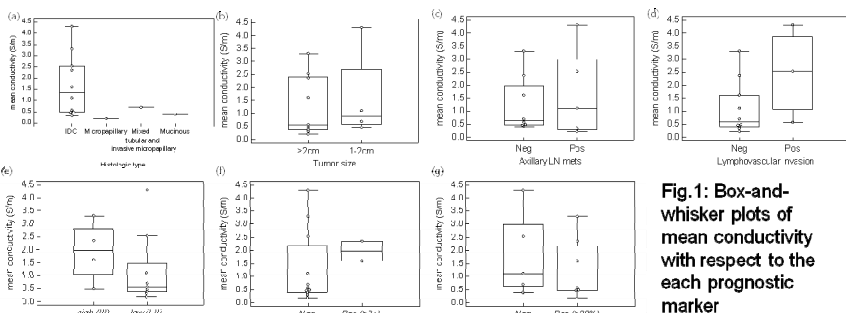 (a)
mean conductivity (S/m)
4.5
4.0
3.5
3.0
2.5
2.0
1.5
1.0
0.5
0.0
IDC Micropapillary Mixed Mucinous
tubular and
invasive micropapillary
Histologic type
(b)
mean conductivity (S/m)
4.5
4.0
3.5
3.0
2.5
2.0
1.5
1.0
0.5
0.0
>2cm 1-2cm
Tumor size
(c)
mean conductivity (S/m)
4.5
4.0
3.5
3.0
2.5
2.0
1.5
1.0
0.5
0.0
Neg Pos
Axillary LN mets
(d)
mean conductivity (S/m)
4.5
4.0
3.5
3.0
2.5
2.0
1.5
1.0
0.5
0.0
Neg Pos
Lymphovascular invasion
(e)
mean conductivity (S/m)
4.5
4.0
3.5
3.0
2.5
2.0
1.5
1.0
0.5
0.0
(f)
mean conductivity (S/m)
4.5
4.0
3.5
3.0
2.5
2.0
1.5
1.0
0.5
0.0
(g)
mean conductivity (S/m)
4.5
4.0
3.5
3.0
2.5
2.0
1.5
1.0
0.5
0.0
Fig.1: Box-and-
whisker plots of
mean conductivity
with respect to the
each prognostic
marker